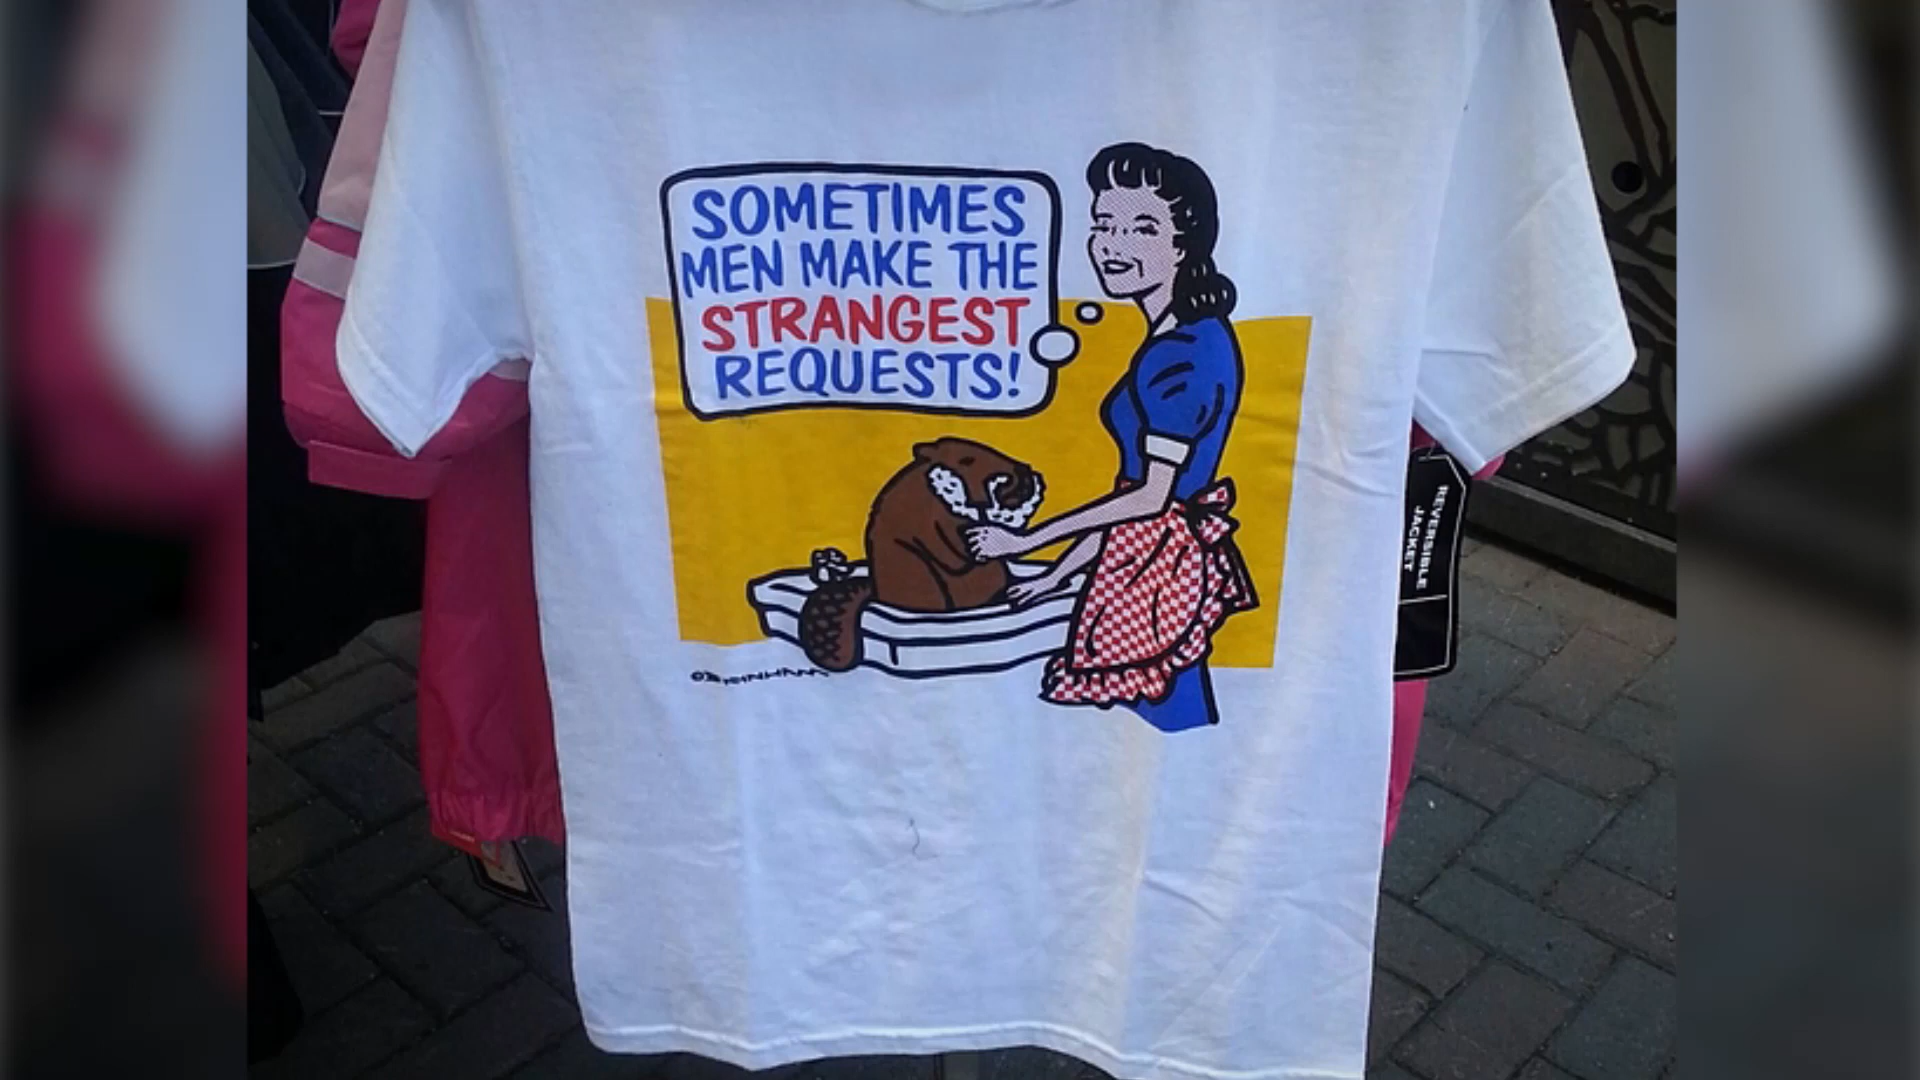 SOMETIMES
MEN MAKE THE
STRANGEST
REQUESTS!
REVERSIBLE
JACKET